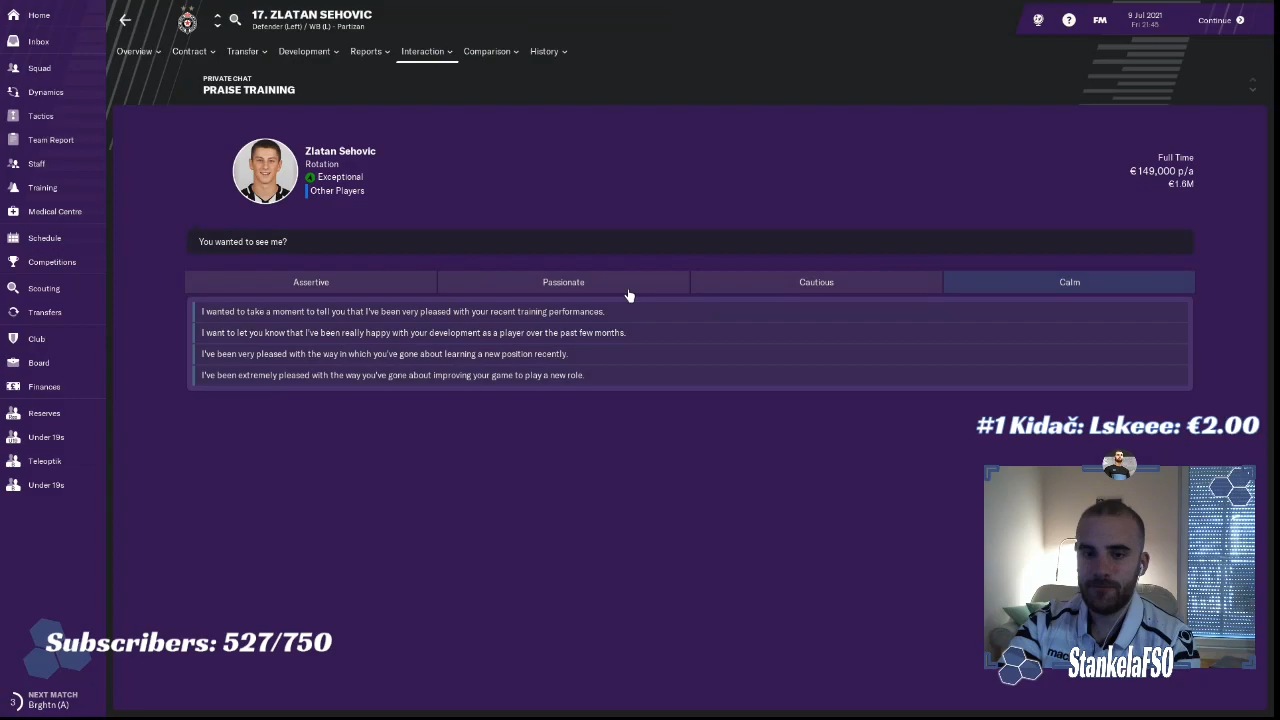 Home
Inbox
Squad
Dynamics
Tactics
Team Report
Staff
Training
Medical Centre
Schedule
Competitions
Scouting
Transfers
Club
Board
Finances
Reserves
Under 19s
Teleoptik
Under 19s
3 NEXT MATCH
Brghtn (A)
17. ZLATAN SEHOVIC
Defender (Left) / WB (L) - Partizan
? FM
9 Jul 2021
Fri 21:45
Continue
Overview Contract Transfer Development Reports Interaction Comparison History
PRIVATE CHAT
PRAISE TRAINING
Zlatan Sehovic
Rotation
Exceptional
Other Players
Full Time
€149,000 p/a
€1.6M
You wanted to see me?
Assertive Passionate Cautious Calm
I wanted to take a moment to tell you that I've been very pleased with your recent training performances.
I want to let you know that I've been really happy with your development as a player over the past few months.
I've been very pleased with the way in which you've gone about learning a new position recently.
I've been extremely pleased with the way you've gone about improving your game to play a new role.
#1 Kidač: Lskeee: €2.00
Subscribers: 527/750
StankelaFSO